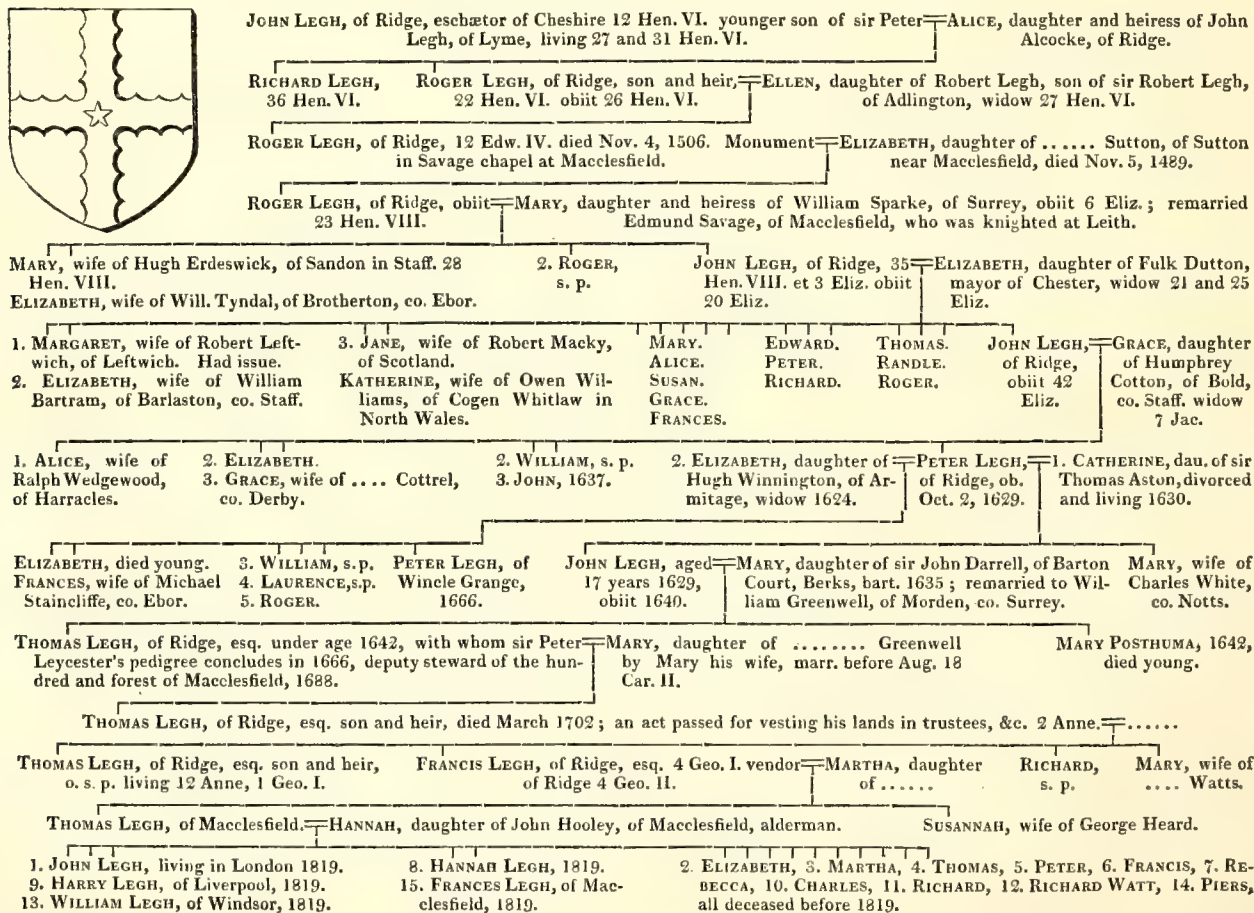 JOHN LEGH, of Ridge, eschætor of Cheshire 12 Hen. VI. younger son of sir Peter
Legh, of Lyme, living 27 and 31 Hen. VI.
ALICE, daughter and heiress of John
Alcocke, of Ridge.
RICHARD LEGH,
36 Hen. VI.
ROGER LEGH, of Ridge, son and heir,
22 Hen. VI. obiit 26 Hen. VI.
ELLEN, daughter of Robert Legh, son of sir Robert Legh,
of Adlington, widow 27 Hen. VI.
ROGER LEGH, of Ridge, 12 Edw. IV. died Nov. 4, 1506. Monument
in Savage chapel at Macclesfield.
ELIZABETH, daughter of ...... Sutton, of Sutton
near Macclesfield, died Nov. 5, 1489.
ROGER LEGH, of Ridge, obiit
23 Hen. VIII.
MARY, daughter and heiress of William Sparke, of Surrey, obiit 6 Eliz.; remarried
Edmund Savage, of Macclesfield, who was knighted at Leith.
MARY, wife of Hugh Erdeswick, of Sandon in Staff. 28
Hen. VIII.
ELIZABETH, wife of Will. Tyndal, of Brotherton, co. Ebor.
2. ROGER,
s. p.
JOHN LEGH, of Ridge, 35
Hen. VIII. et 3 Eliz. obiit
20 Eliz.
ELIZABETH, daughter of Fulk Dutton,
mayor of Chester, widow 21 and 25
Eliz.
1. MARGARET, wife of Robert Left-
wich, of Leftwich. Had issue.
2. ELIZABETH, wife of William
Bartram, of Barlaston, co. Staff.
3. JANE, wife of Robert Macky,
of Scotland.
KATHERINE, wife of Owen Wil-
liams, of Cogen Whitlaw in
North Wales.
MARY.
ALICE.
SUSAN.
GRACE.
FRANCES.
EDWARD.
PETER.
RICHARD.
THOMAS.
RANDLE.
ROGER.
JOHN LEGH,
of Ridge,
obiit 42
Eliz.
GRACE, daughter
of Humphrey
Cotton, of Bold,
co. Staff. widow
7 Jac.
1. ALICE, wife of
Ralph Wedgewood,
of Harracles.
2. ELIZABETH.
3. GRACE, wife of .... Cottrel,
co. Derby.
2. WILLIAM, s. p.
3. JOHN, 1637.
2. ELIZABETH, daughter of
Hugh Winnington, of Ar-
mitage, widow 1624.
PETER LEGH,
of Ridge, ob.
Oct. 2, 1629.
1. CATHERINE, dau. of sir
Thomas Aston, divorced
and living 1630.
ELIZABETH, died young.
FRANCES, wife of Michael
Staincliffe, co. Ebor.
3. WILLIAM, s.p.
4. LAURENCE, s.p.
5. ROGER.
PETER LEGH, of
Wincle Grange,
1666.
JOHN LEGH, aged
17 years 1629,
obiit 1640.
MARY, daughter of sir John Darrell, of Barton
Court, Berks, bart. 1635; remarried to Wil-
liam Greenwell, of Morden, co. Surrey.
MARY, wife of
Charles White,
co. Notts.
THOMAS LEGH, of Ridge, esq. under age 1642, with whom sir Peter
Leycester's pedigree concludes in 1666, deputy steward of the hun-
dred and forest of Macclesfield, 1688.
MARY, daughter of ........ Greenwell
by Mary his wife, marr. before Aug. 18
Car. II.
MARY POSTHUMA, 1642,
died young.
THOMAS LEGH, of Ridge, esq. son and heir, died March 1702; an act passed for vesting his lands in trustees, &c. 2 Anne. ......
THOMAS LEGH, of Ridge, esq. son and heir,
o. s. p. living 12 Anne, 1 Geo. I.
FRANCIS LEGH, of Ridge, esq. 4 Geo. I. vendor
of Ridge 4 Geo. II.
MARTHA, daughter
of ......
RICHARD,
s. p.
MARY, wife of
.... Watts.
THOMAS LEGH, of Macclesfield.
HANNAH, daughter of John Hooley, of Macclesfield, alderman.
SUSANNAH, wife of George Heard.
1. JOHN LEGH, living in London 1819.
9. HARRY LEGH, of Liverpool, 1819.
13. WILLIAM LEGH, of Windsor, 1819.
8. HANNAH LEGH, 1819.
15. FRANCES LEGH, of Mac-
clesfield, 1819.
2. ELIZABETH, 3. MARTHA, 4. THOMAS, 5. PETER, 6. FRANCIS, 7. RE-
BECCA, 10. CHARLES, 11. RICHARD, 12. RICHARD WATT, 14. PIERS,
all deceased before 1819.